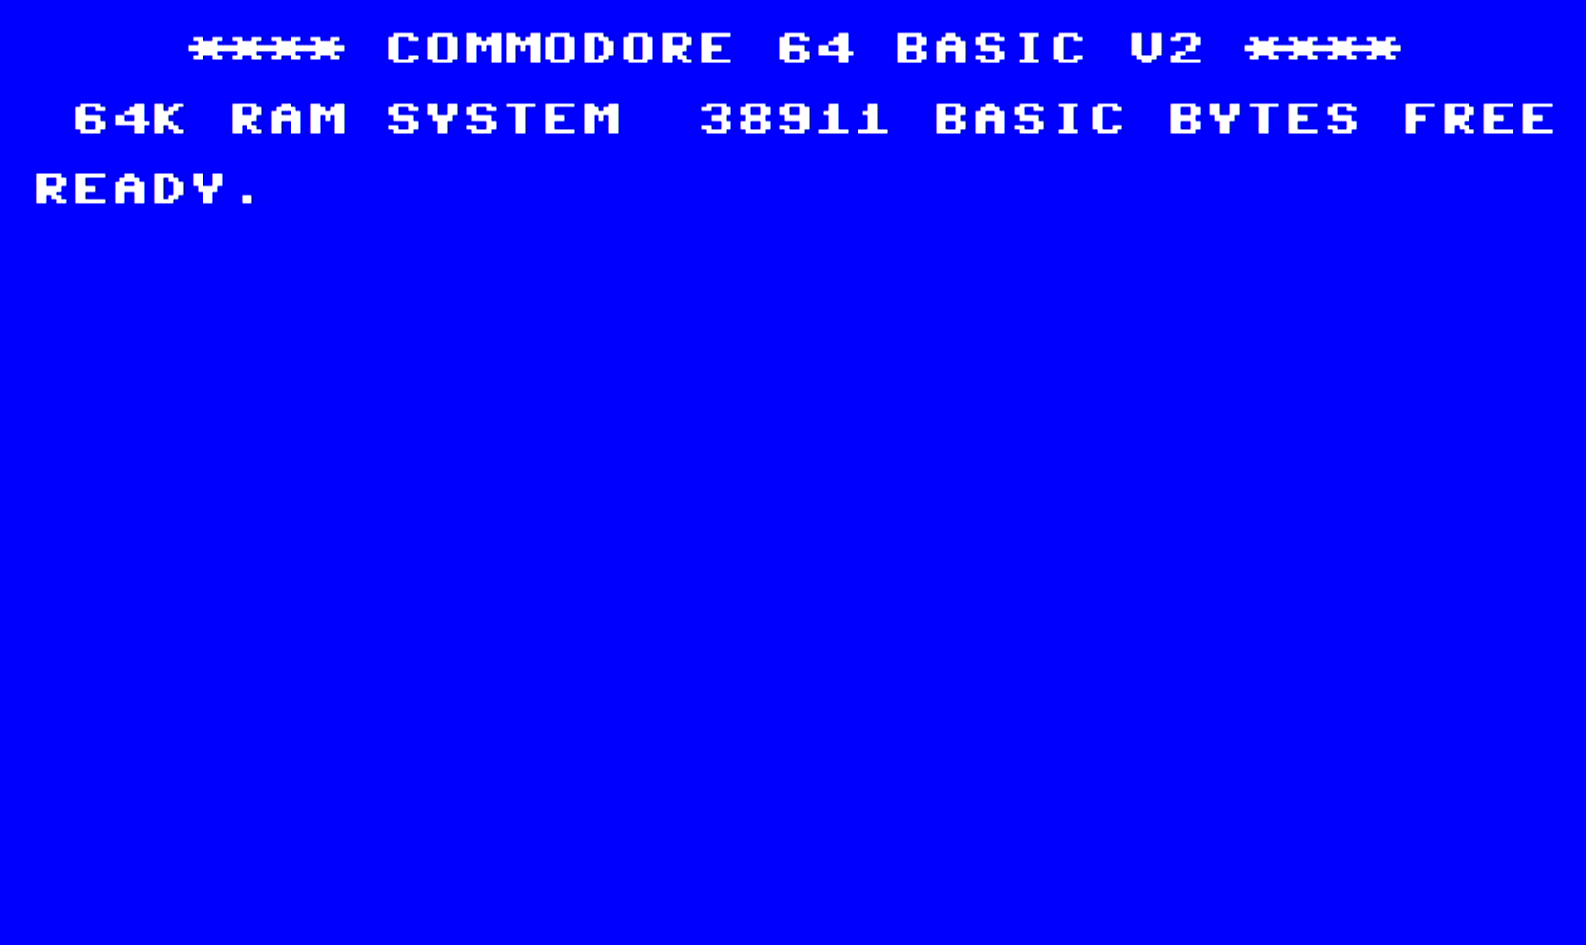 **** COMMODORE 64 BASIC V2 ****
64K RAM SYSTEM  38911 BASIC BYTES FREE
READY.